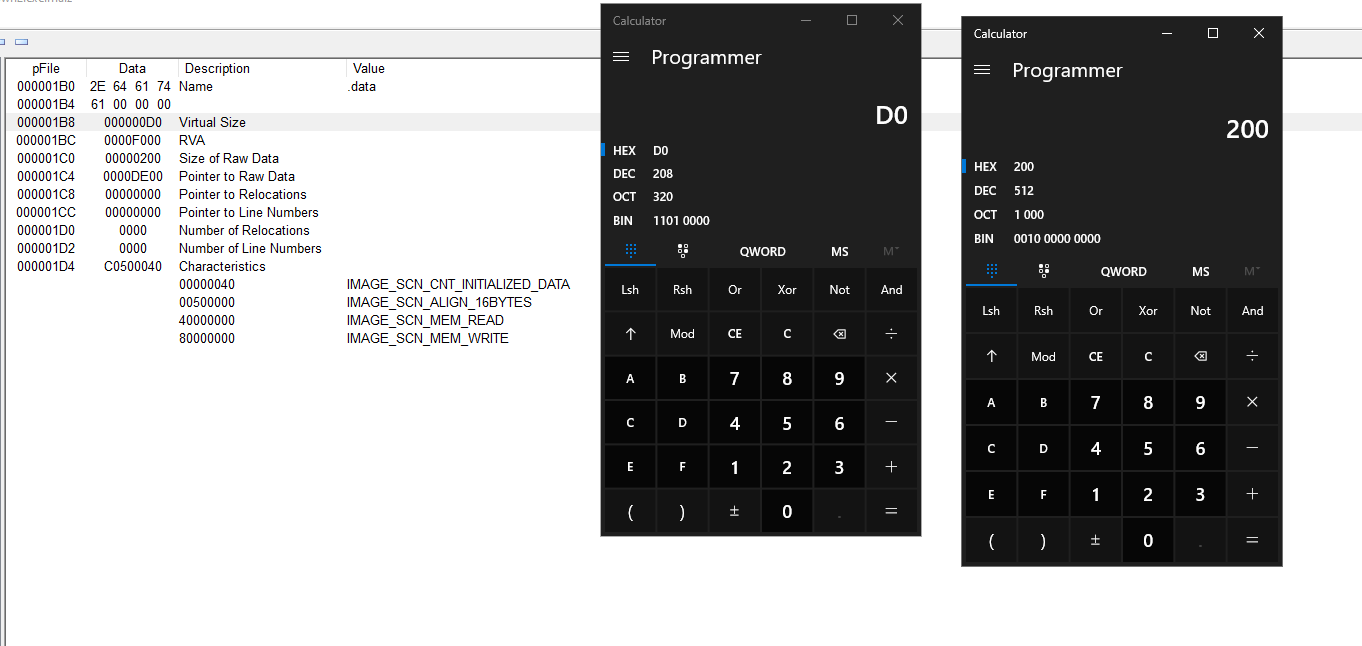 pFile Data Description Value
000001B0 2E 64 61 74 Name .data
000001B4 61 00 00 00
000001B8 000000D0 Virtual Size
000001BC 0000F000 RVA
000001C0 00000200 Size of Raw Data
000001C4 0000DE00 Pointer to Raw Data
000001C8 00000000 Pointer to Relocations
000001CC 00000000 Pointer to Line Numbers
000001D0 0000 Number of Relocations
000001D2 0000 Number of Line Numbers
000001D4 C0500040 Characteristics
00000040 IMAGE_SCN_CNT_INITIALIZED_DATA
00500000 IMAGE_SCN_ALIGN_16BYTES
40000000 IMAGE_SCN_MEM_READ
80000000 IMAGE_SCN_MEM_WRITE
Calculator
Programmer
D0
HEX D0
DEC 208
OCT 320
BIN 1101 0000
QWORD MS M˅
Lsh Rsh Or Xor Not And
↑ Mod CE C ⌫ ÷
A B 7 8 9 ×
C D 4 5 6 −
E F 1 2 3 +
( ) ± 0 . =
Calculator
Programmer
200
HEX 200
DEC 512
OCT 1 000
BIN 0010 0000 0000
QWORD MS M˅
Lsh Rsh Or Xor Not And
↑ Mod CE C ⌫ ÷
A B 7 8 9 ×
C D 4 5 6 −
E F 1 2 3 +
( ) ± 0 . =